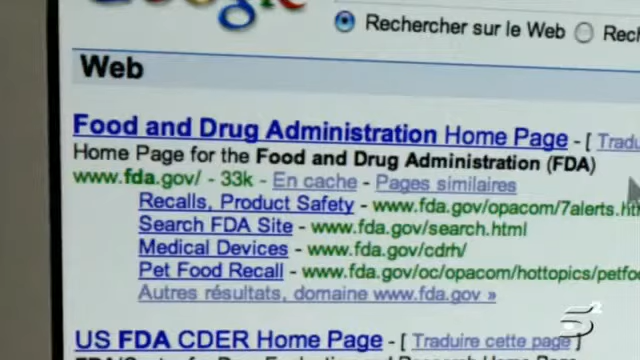 Google
Rechercher sur le Web
Web
Food and Drug Administration Home Page - [
Home Page for the Food and Drug Administration (FDA)
www.fda.gov/ - 33k - En cache - Pages similaires
Recalls, Product Safety - www.fda.gov/opacom/7alerts.ht
Search FDA Site - www.fda.gov/search.html
Medical Devices - www.fda.gov/cdrh/
Pet Food Recall - www.fda.gov/oc/opacom/hottopics/petfoo
Autres résultats, domaine www.fda.gov »
US FDA CDER Home Page - [ Traduire cette page ]